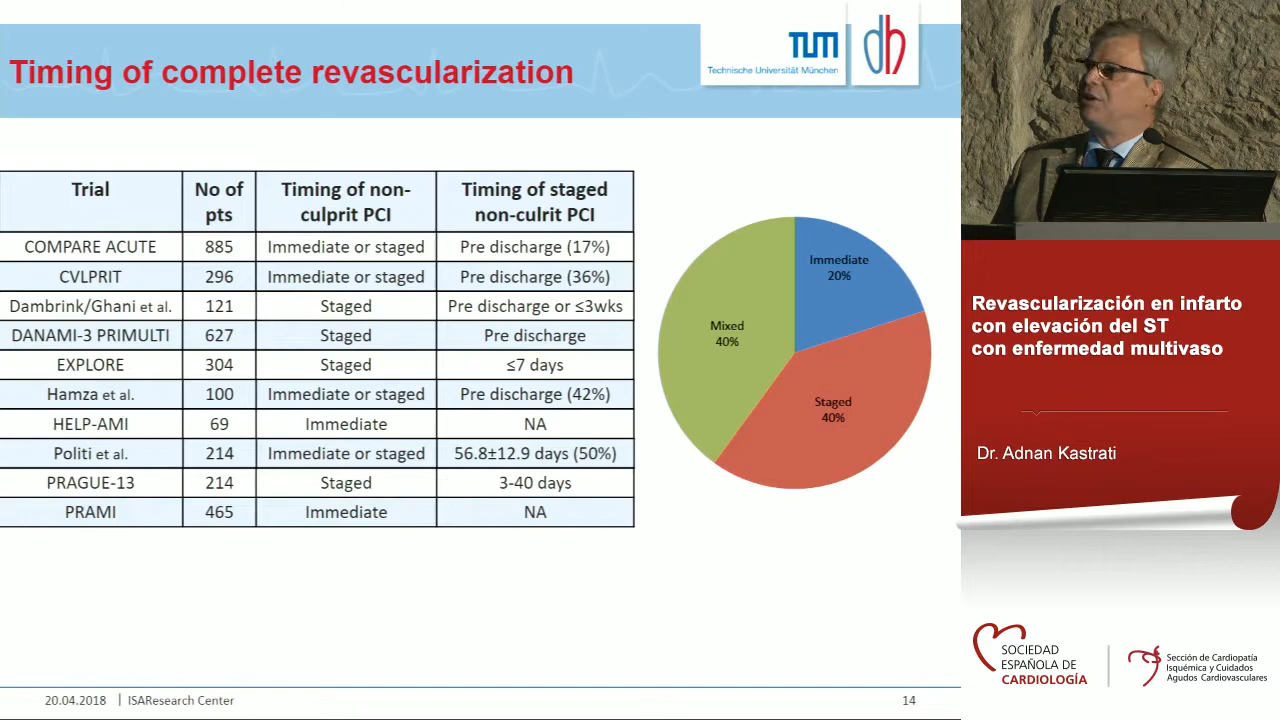 Timing of complete revascularization
TUM
Technische Universität München
dh
Trial | No of pts | Timing of non-culprit PCI | Timing of staged non-culrit PCI
COMPARE ACUTE | 885 | Immediate or staged | Pre discharge (17%)
CVLPRIT | 296 | Immediate or staged | Pre discharge (36%)
Dambrink/Ghani et al. | 121 | Staged | Pre discharge or ≤3wks
DANAMI-3 PRIMULTI | 627 | Staged | Pre discharge
EXPLORE | 304 | Staged | ≤7 days
Hamza et al. | 100 | Immediate or staged | Pre discharge (42%)
HELP-AMI | 69 | Immediate | NA
Politi et al. | 214 | Immediate or staged | 56.8±12.9 days (50%)
PRAGUE-13 | 214 | Staged | 3-40 days
PRAMI | 465 | Immediate | NA
Immediate
20%
Mixed
40%
Staged
40%
20.04.2018 | ISAResearch Center
14
Revascularización en infarto
con elevación del ST
con enfermedad multivaso
Dr. Adnan Kastrati
SOCIEDAD
ESPAÑOLA DE
CARDIOLOGÍA
Sección de Cardiopatía
Isquémica y Cuidados
Agudos Cardiovasculares